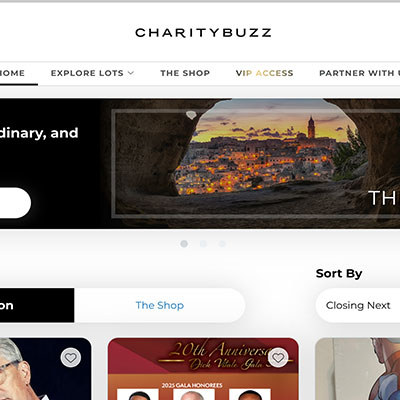 CHARITYBUZZ
HOME EXPLORE LOTS THE SHOP VIP ACCESS PARTNER WITH
dinary, and
TH
Sort By
on The Shop Closing Next
20th Anniversary
Dick Vitale Gala
2025 GALA HONOREES